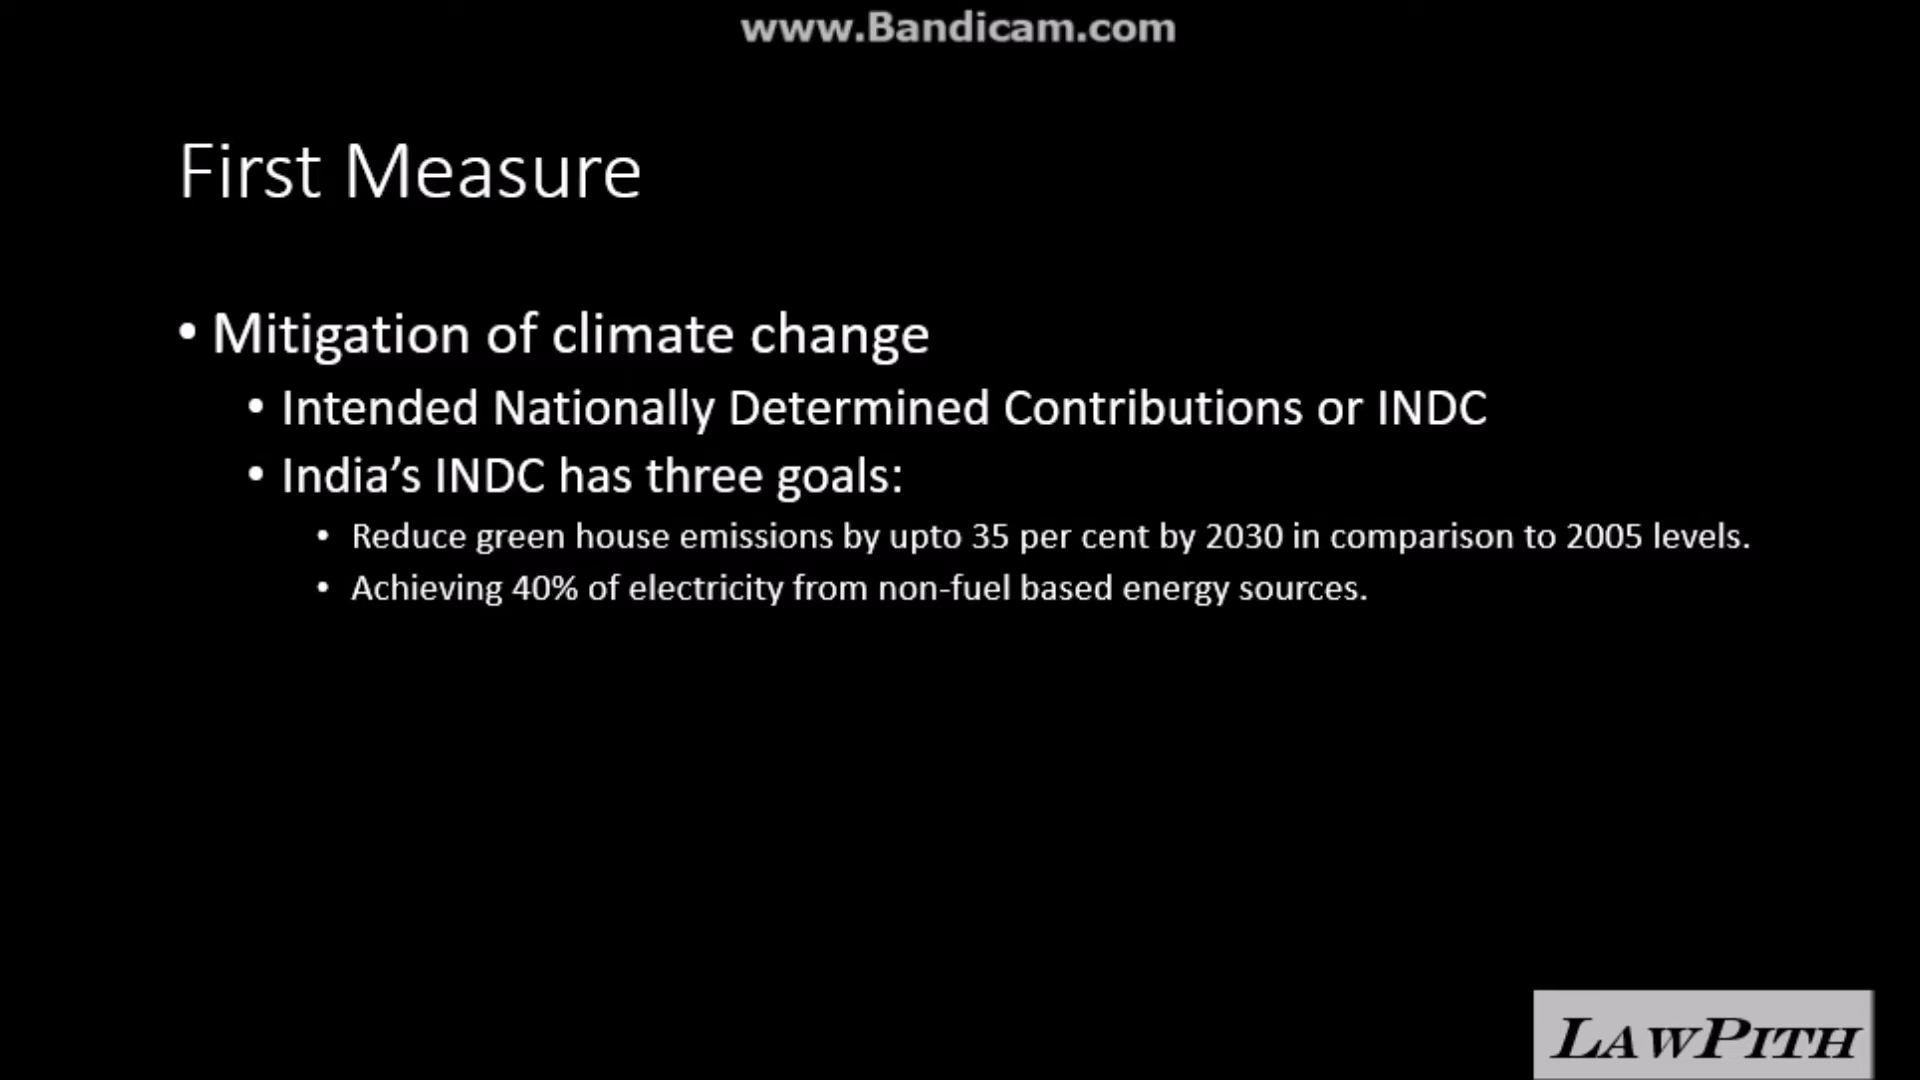 www.Bandicam.com
First Measure
• Mitigation of climate change
• Intended Nationally Determined Contributions or INDC
• India’s INDC has three goals:
• Reduce green house emissions by upto 35 per cent by 2030 in comparison to 2005 levels.
• Achieving 40% of electricity from non-fuel based energy sources.
LAWPITH